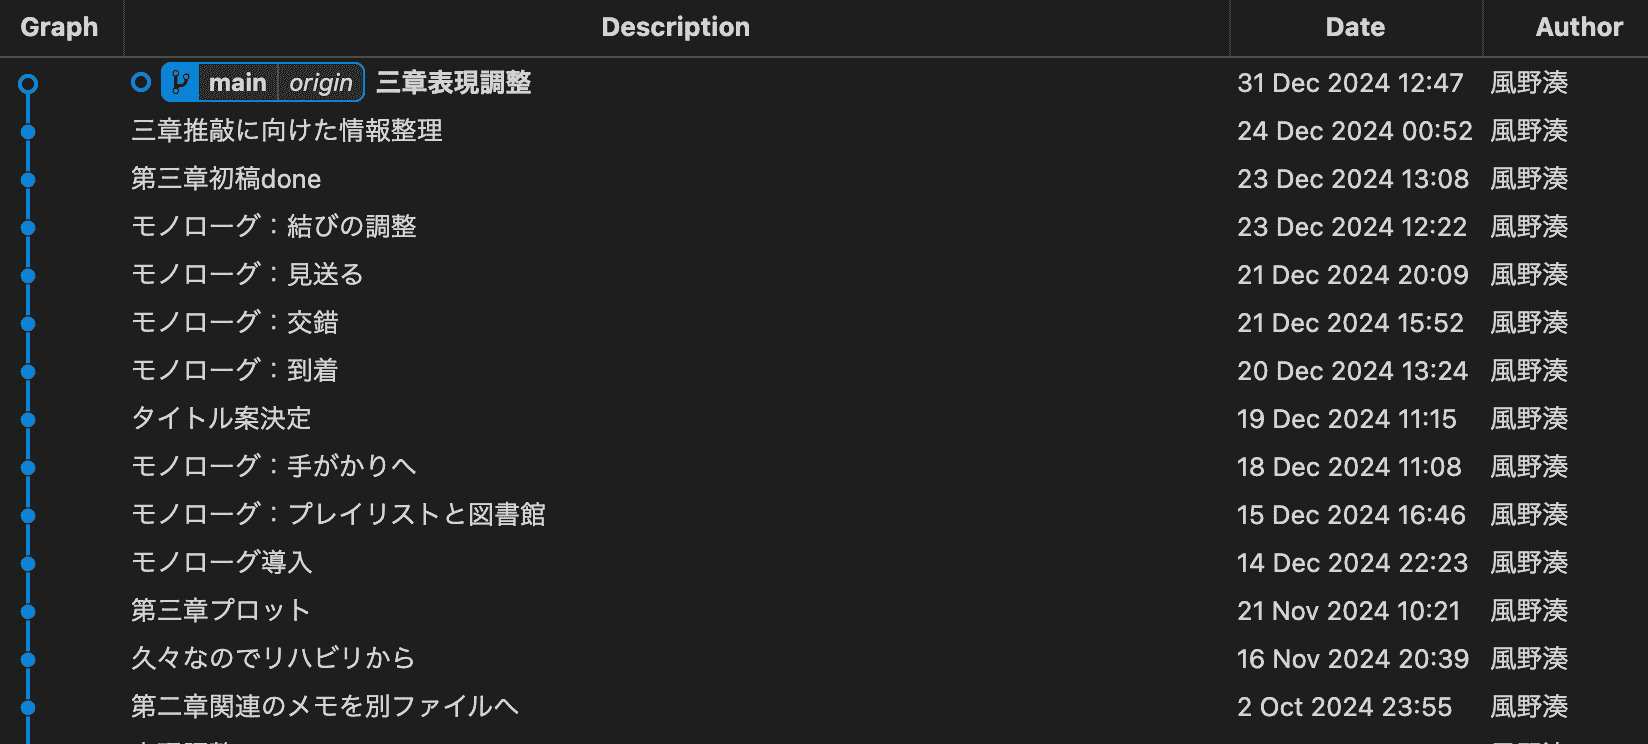 Graph Description Date Author
main origin 三章表現調整 31 Dec 2024 12:47 風野湊
三章推敲に向けた情報整理 24 Dec 2024 00:52 風野湊
第三章初稿done 23 Dec 2024 13:08 風野湊
モノローグ：結びの調整 23 Dec 2024 12:22 風野湊
モノローグ：見送る 21 Dec 2024 20:09 風野湊
モノローグ：交錯 21 Dec 2024 15:52 風野湊
モノローグ：到着 20 Dec 2024 13:24 風野湊
タイトル案決定 19 Dec 2024 11:15 風野湊
モノローグ：手がかりへ 18 Dec 2024 11:08 風野湊
モノローグ：プレイリストと図書館 15 Dec 2024 16:46 風野湊
モノローグ導入 14 Dec 2024 22:23 風野湊
第三章プロット 21 Nov 2024 10:21 風野湊
久々なのでリハビリから 16 Nov 2024 20:39 風野湊
第二章関連のメモを別ファイルへ 2 Oct 2024 23:55 風野湊